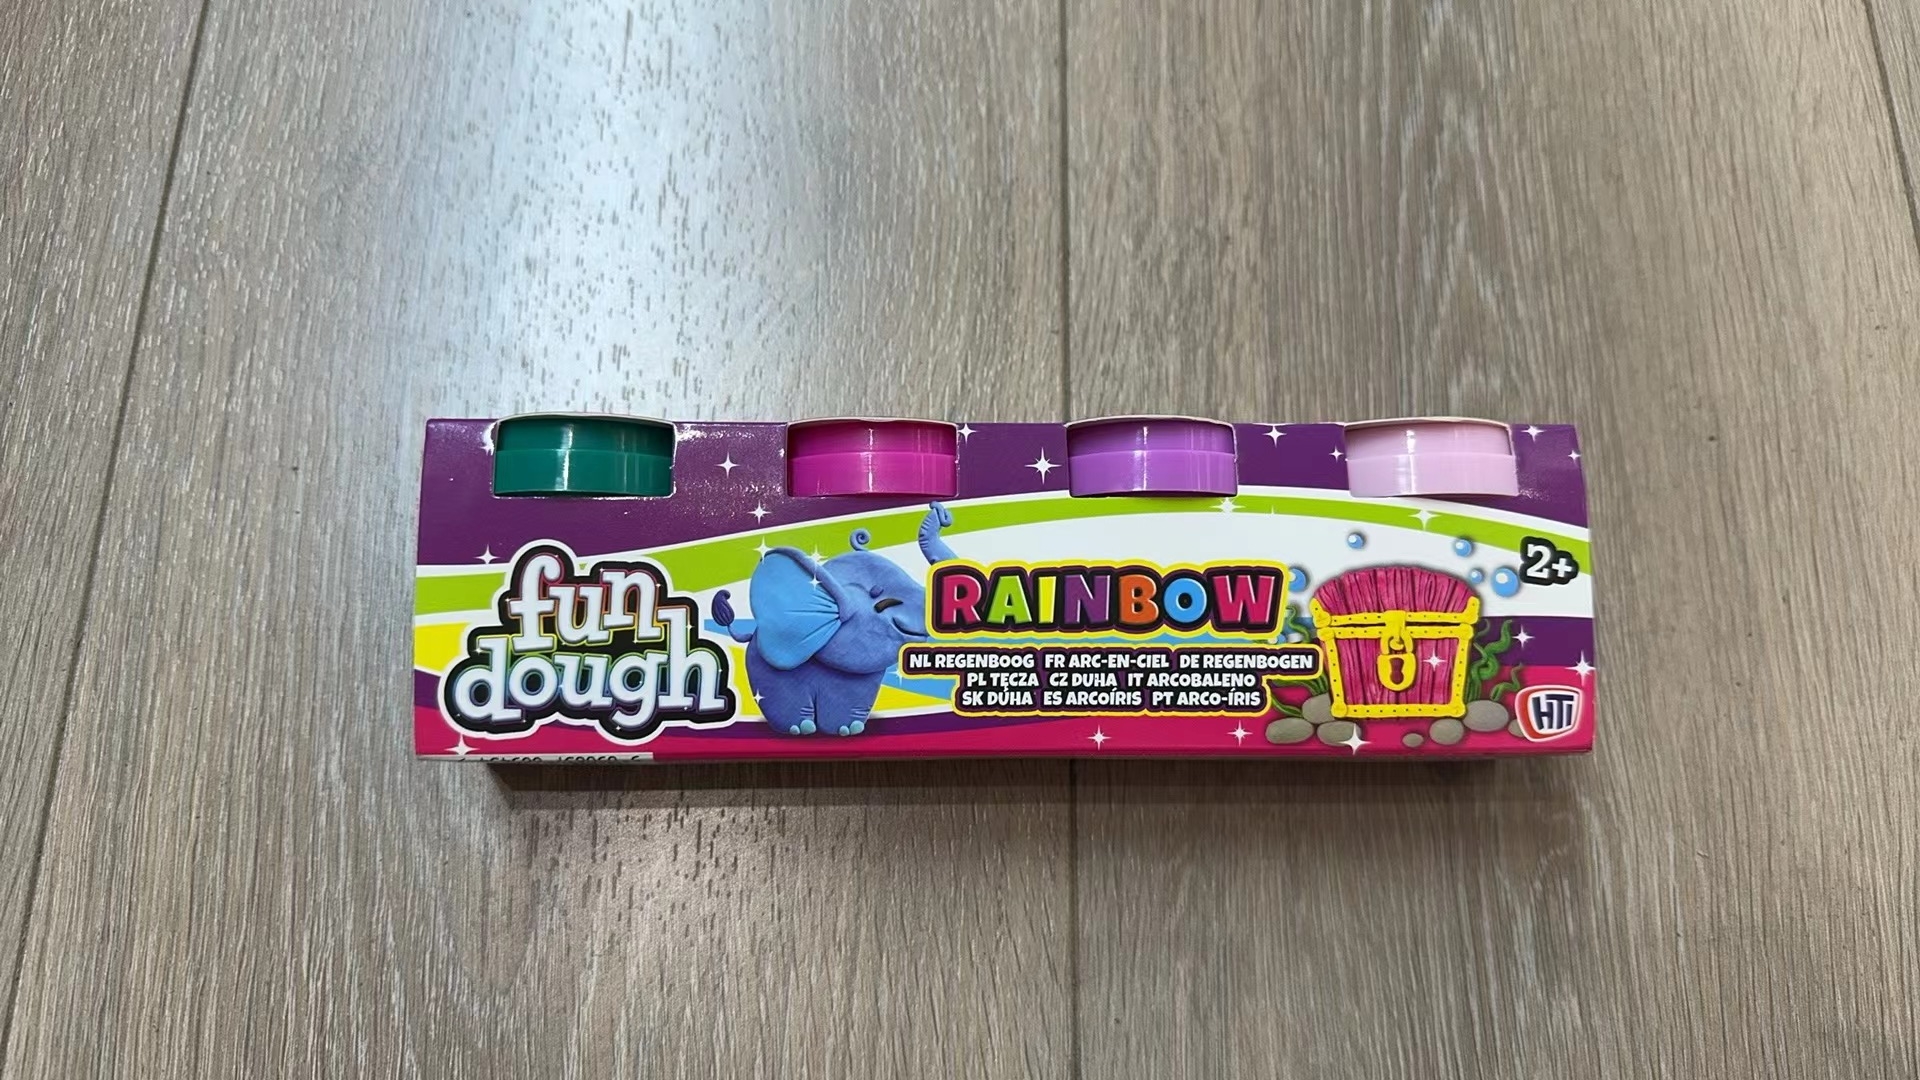 fun
dough
RAINBOW
NL REGENBOOG FR ARC-EN-CIEL DE REGENBOGEN
PL TĘCZA CZ DUHA IT ARCOBALENO
SK DÚHA ES ARCOÍRIS PT ARCO-ÍRIS
2+
HTi